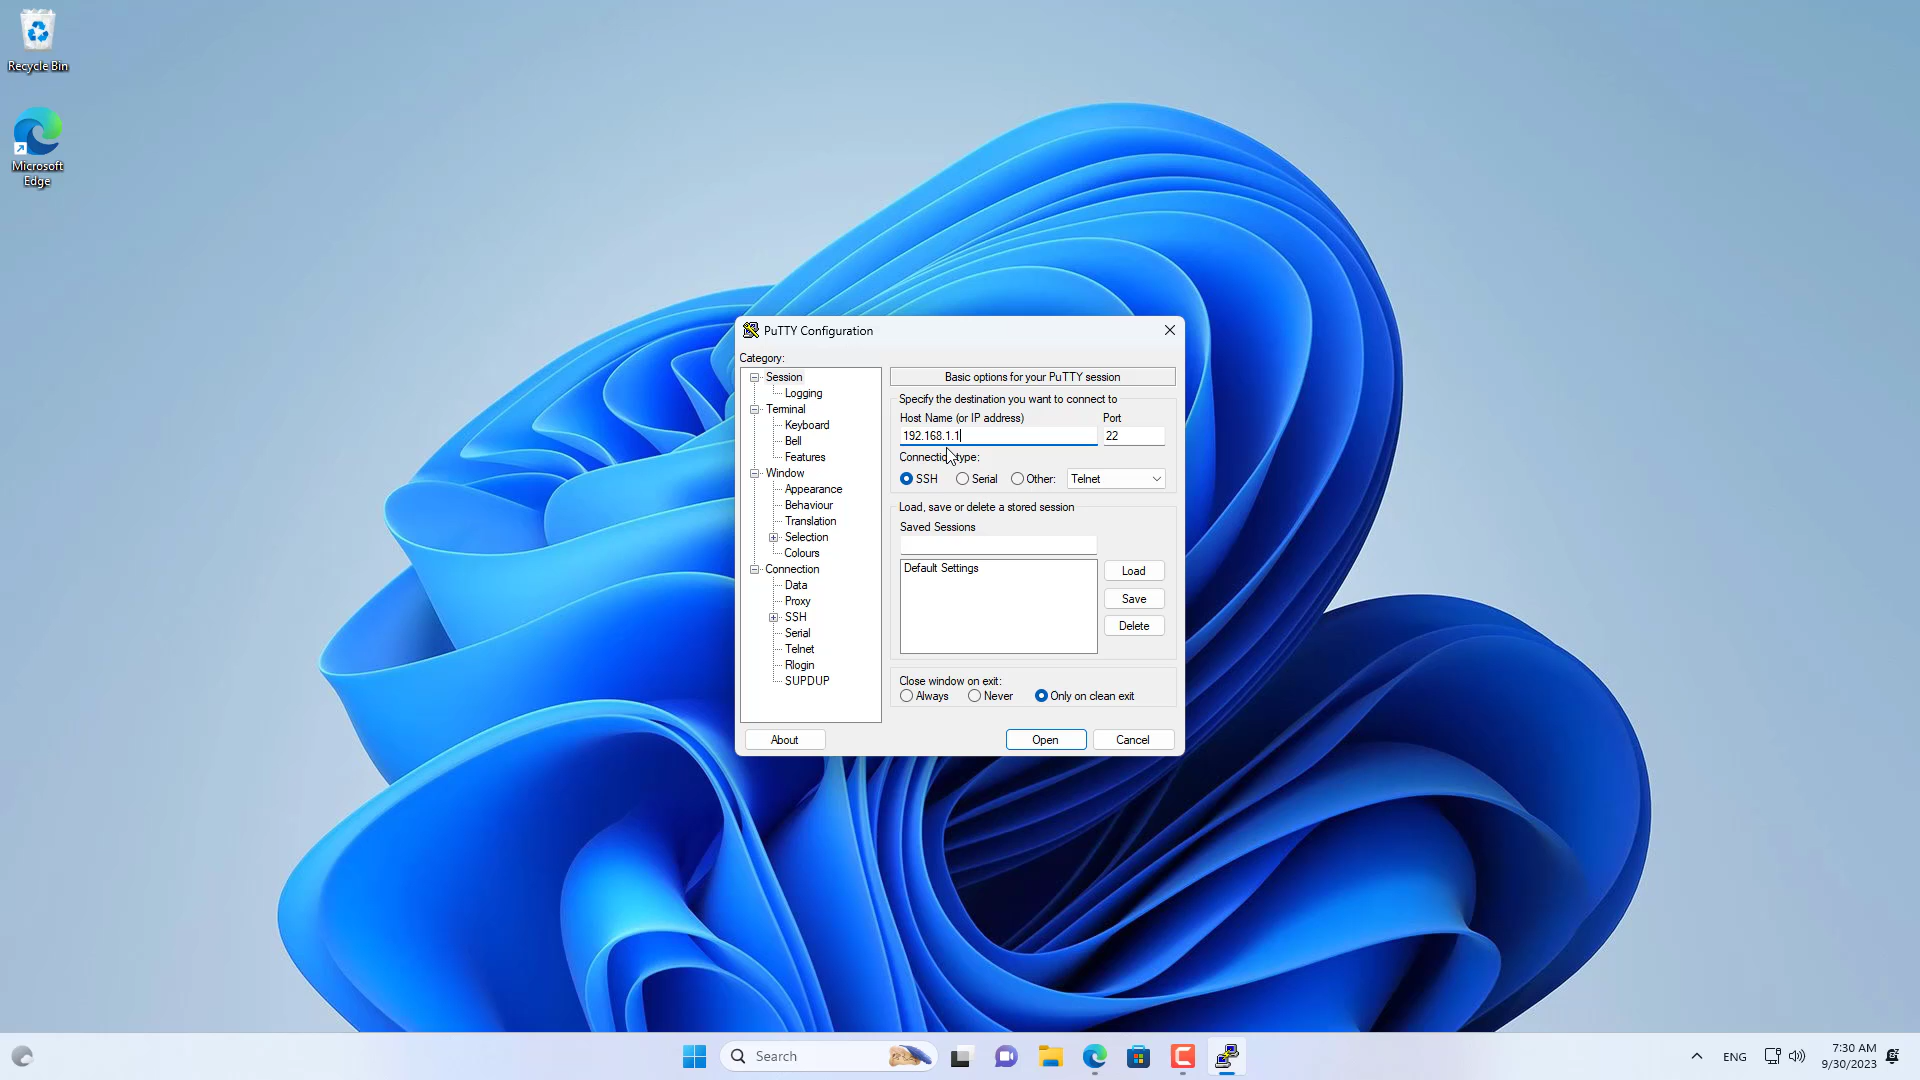 Recycle Bin
Microsoft
Edge
PuTTY Configuration
Category:
Session
Logging
Terminal
Keyboard
Bell
Features
Window
Appearance
Behaviour
Translation
Selection
Colours
Connection
Data
Proxy
SSH
Serial
Telnet
Rlogin
SUPDUP
Basic options for your PuTTY session
Specify the destination you want to connect to
Host Name (or IP address) Port
192.168.1.1 22
Connection type:
SSH Serial Other: Telnet
Load, save or delete a stored session
Saved Sessions
Default Settings
Load
Save
Delete
Close window on exit:
Always Never Only on clean exit
About Open Cancel
Search
ENG
7:30 AM
9/30/2023